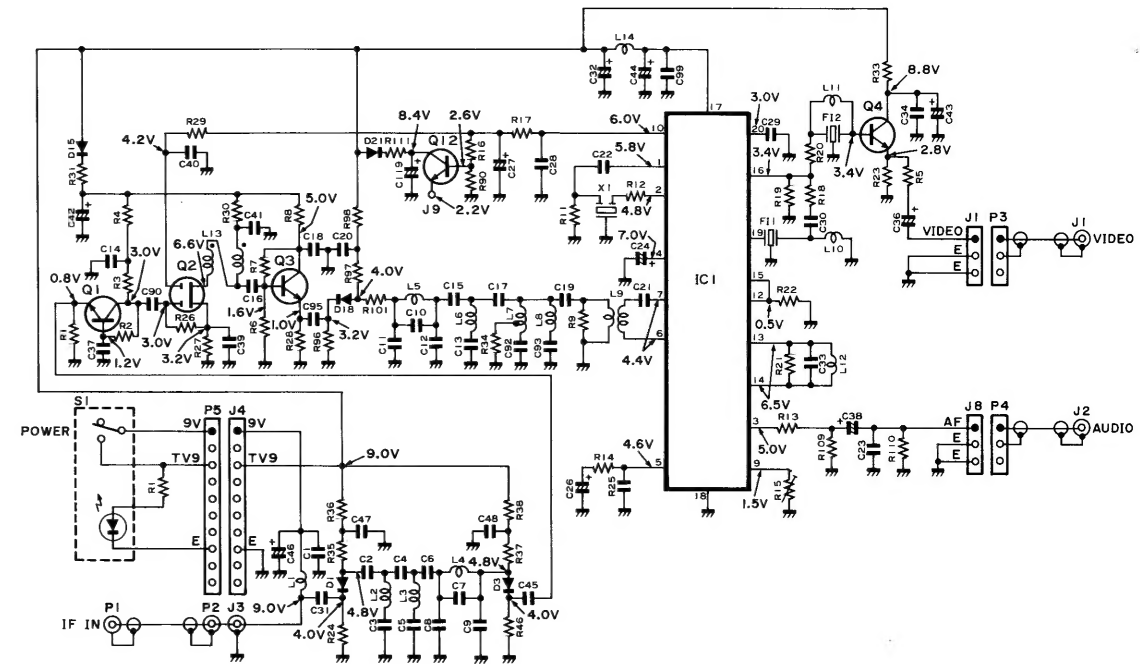 L14
C32
+
C44
+
C99
R33
8.8V
L11
F12
Q4
C34
C43
+
17
D15
R31
C42
+
4.2V
R29
C40
R4
R30
C41
L13
R8
5.0V
R98
D21
R111
8.4V
Q12
2.6V
C119
+
J9
2.2V
R16
R90
C27
+
R17
C28
6.0V
10
5.8V
1
C22
X1
R12
2
4.8V
R11
7.0V
C24
+
4
IC1
3.0V
20
C29
3.4V
16
R20
R19
R18
C30
F11
19
L10
3.4V
2.8V
R23
R5
C36
+
VIDEO
E
E
J1
P3
J1
VIDEO
C14
0.8V
Q1
R3
3.0V
C90
6.6V
Q2
R1
R2
C37
1.2V
3.0V
R26
3.2V
R27
C39
R7
Q3
C18
C20
C16
1.6V
R6
1.0V
R28
C95
R96
3.2V
R97
D18
4.0V
R101
L5
C10
C11
C12
C15
L6
C13
C17
L7
R34
C92
L8
C93
C19
R9
L9
C21
7
6
4.4V
15
12
R22
0.5V
13
R21
C33
L12
14
6.5V
3
R13
5.0V
C38
+
R109
C23
R110
AF
E
E
J8
P4
J2
AUDIO
9
1.5V
R15
4.6V
5
R14
C26
+
R25
18
S1
POWER
R1
P5
J4
9V
9V
TV9
TV9
E
E
9.0V
C46
+
C1
L1
9.0V
C31
R36
C47
R35
D1
4.0V
R24
4.8V
C2
L2
C3
C4
L3
C5
C6
C8
L4
C7
C9
C48
R38
R37
4.8V
D3
C45
4.0V
R46
IF IN
P1
P2
J3